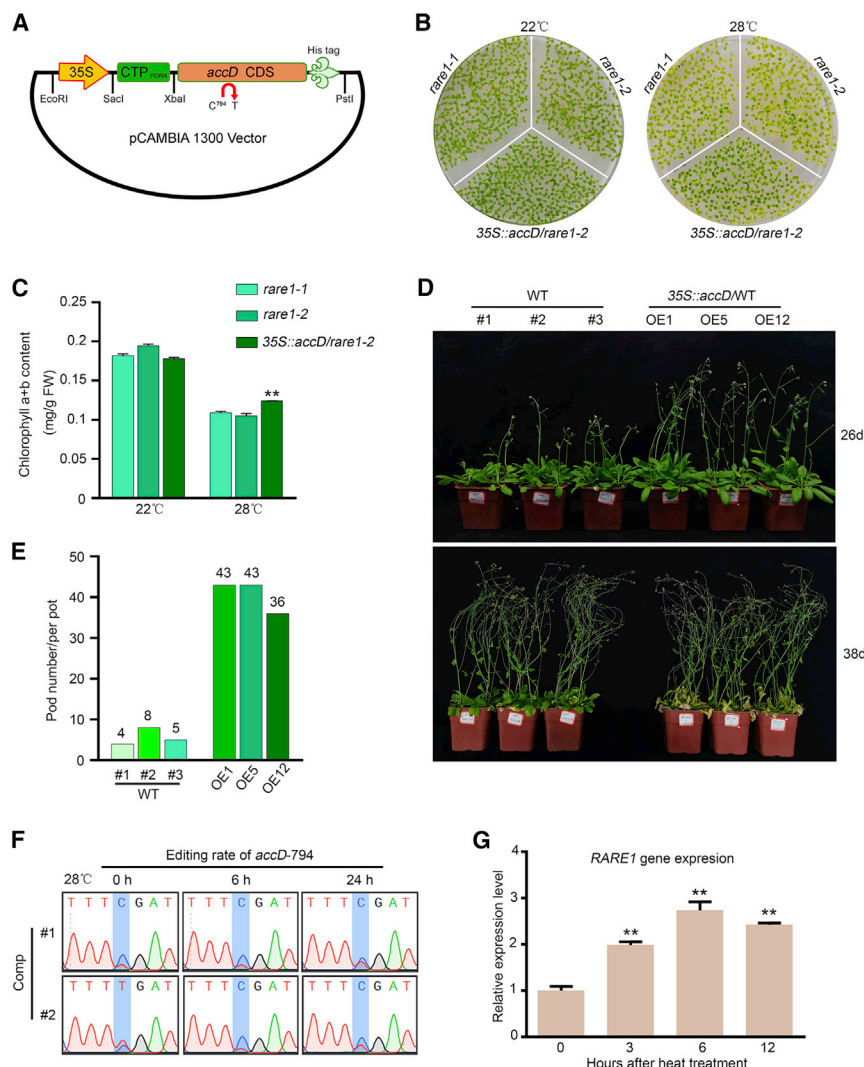 A
35S
CTP PORA
accD CDS
His tag
EcoRI
SacI
XbaI
PstI
C794 T
pCAMBIA 1300 Vector
B
22℃
28℃
rare1-1
rare1-2
35S::accD/rare1-2
rare1-1
rare1-2
35S::accD/rare1-2
C
Chlorophyll a+b content
(mg/g FW)
0.2
0.15
0.1
0.05
0
rare1-1
rare1-2
35S::accD/rare1-2
**
22℃
28℃
D
WT
35S::accD/WT
#1 #2 #3 OE1 OE5 OE12
26d
38d
E
Pod number/per pot
50
40
30
20
10
0
4
8
5
43
43
36
#1 #2 #3
WT
OE1
OE5
OE12
F
Editing rate of accD-794
28℃ 0 h 6 h 24 h
Comp
#1
T T T C G A T T T T C G A T T T T C G A T
#2
T T T T G A T T T T C G A T T T T C G A T
G
RARE1 gene expresion
Relative expression level
4
3
2
1
0
**
**
**
0 3 6 12
Hours after heat treatment